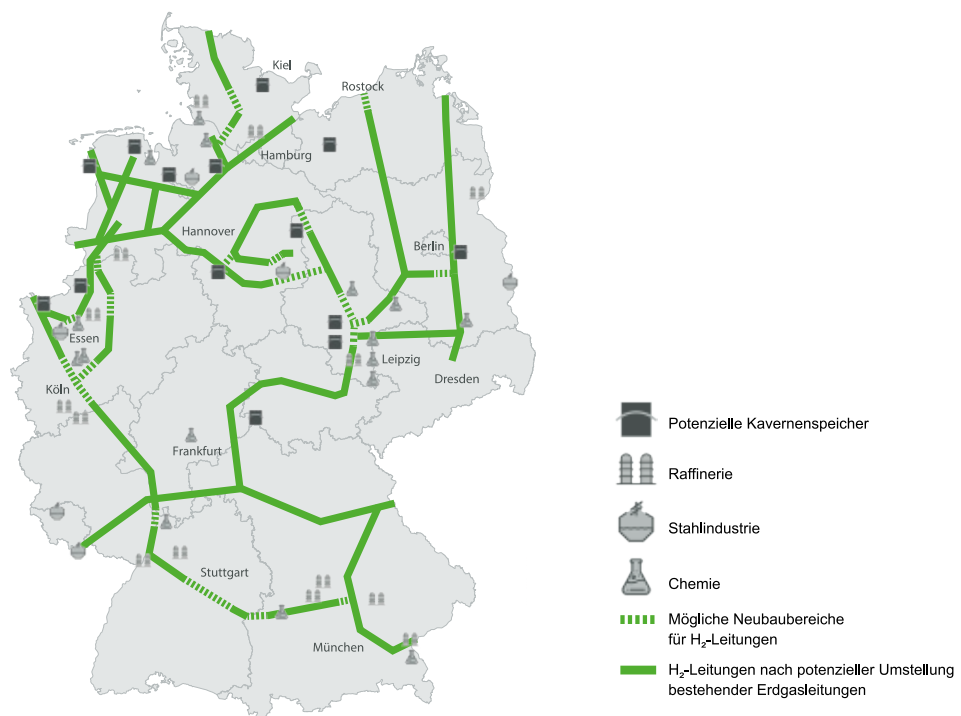 Kiel
Rostock
Hamburg
Hannover
Berlin
Essen
Leipzig
Dresden
Köln
Frankfurt
Stuttgart
München
Potenzielle Kavernenspeicher
Raffinerie
Stahlindustrie
Chemie
Mögliche Neubaubereiche
für H₂-Leitungen
H₂-Leitungen nach potenzieller Umstellung
bestehender Erdgasleitungen